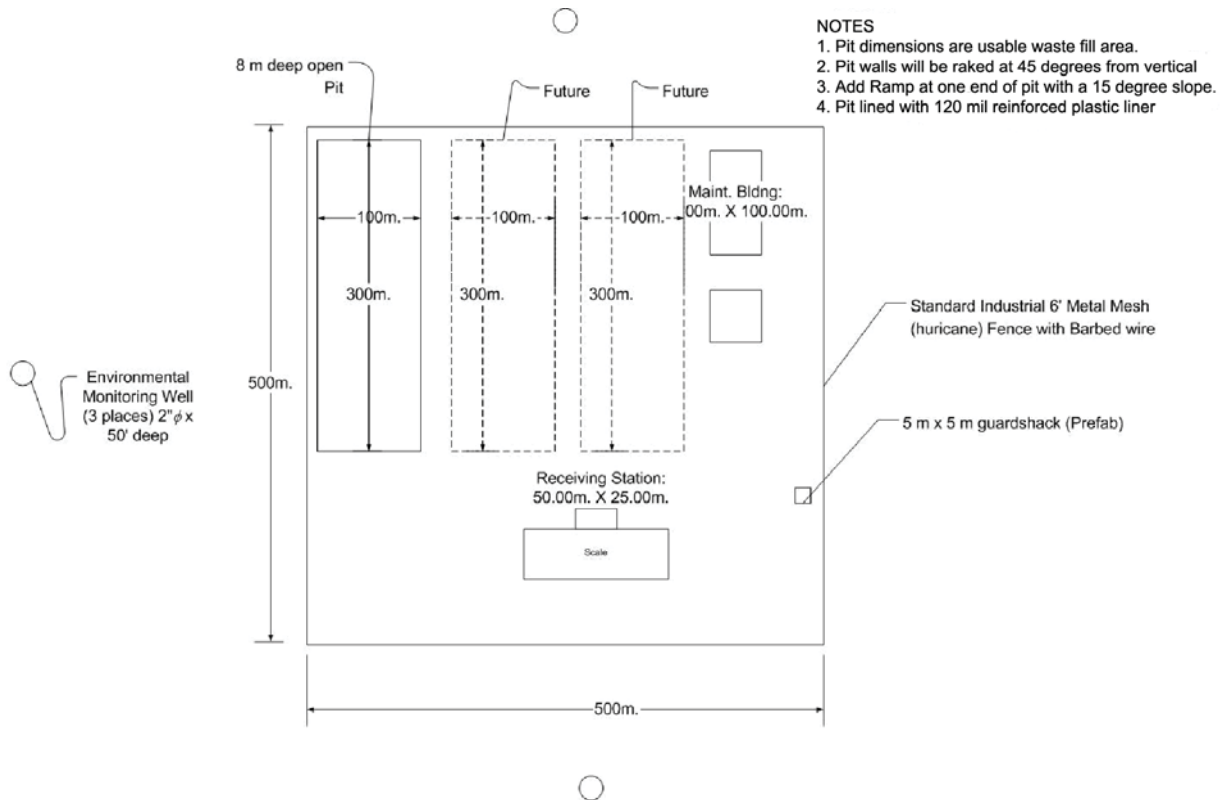 NOTES
1. Pit dimensions are usable waste fill area.
2. Pit walls will be raked at 45 degrees from vertical
3. Add Ramp at one end of pit with a 15 degree slope.
4. Pit lined with 120 mil reinforced plastic liner
8 m deep open
Pit
Future
Future
Maint. Bldng:
00m. X 100.00m.
100m.
100m.
100m.
300m.
300m.
300m.
Standard Industrial 6' Metal Mesh
(huricane) Fence with Barbed wire
500m.
Environmental
Monitoring Well
(3 places) 2"ϕ x
50' deep
5 m x 5 m guardshack (Prefab)
Receiving Station:
50.00m. X 25.00m.
Scale
500m.